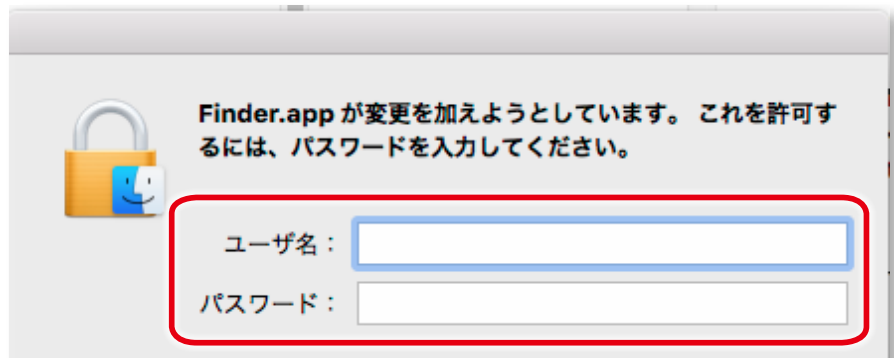 Finder.app が変更を加えようとしています。 これを許可す
るには、パスワードを入力してください。
ユーザ名：
パスワード：